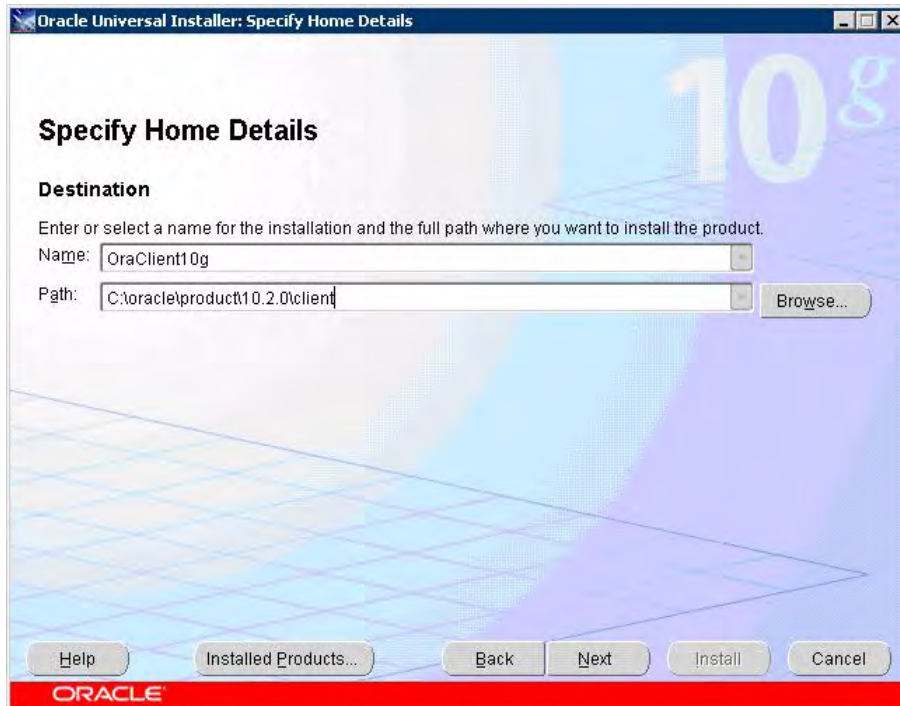 Oracle Universal Installer: Specify Home Details
10g
Specify Home Details
Destination
Enter or select a name for the installation and the full path where you want to install the product.
Name: OraClient10g
Path: C:\oracle\product\10.2.0\client
Browse...
Help Installed Products... Back Next Install Cancel
ORACLE